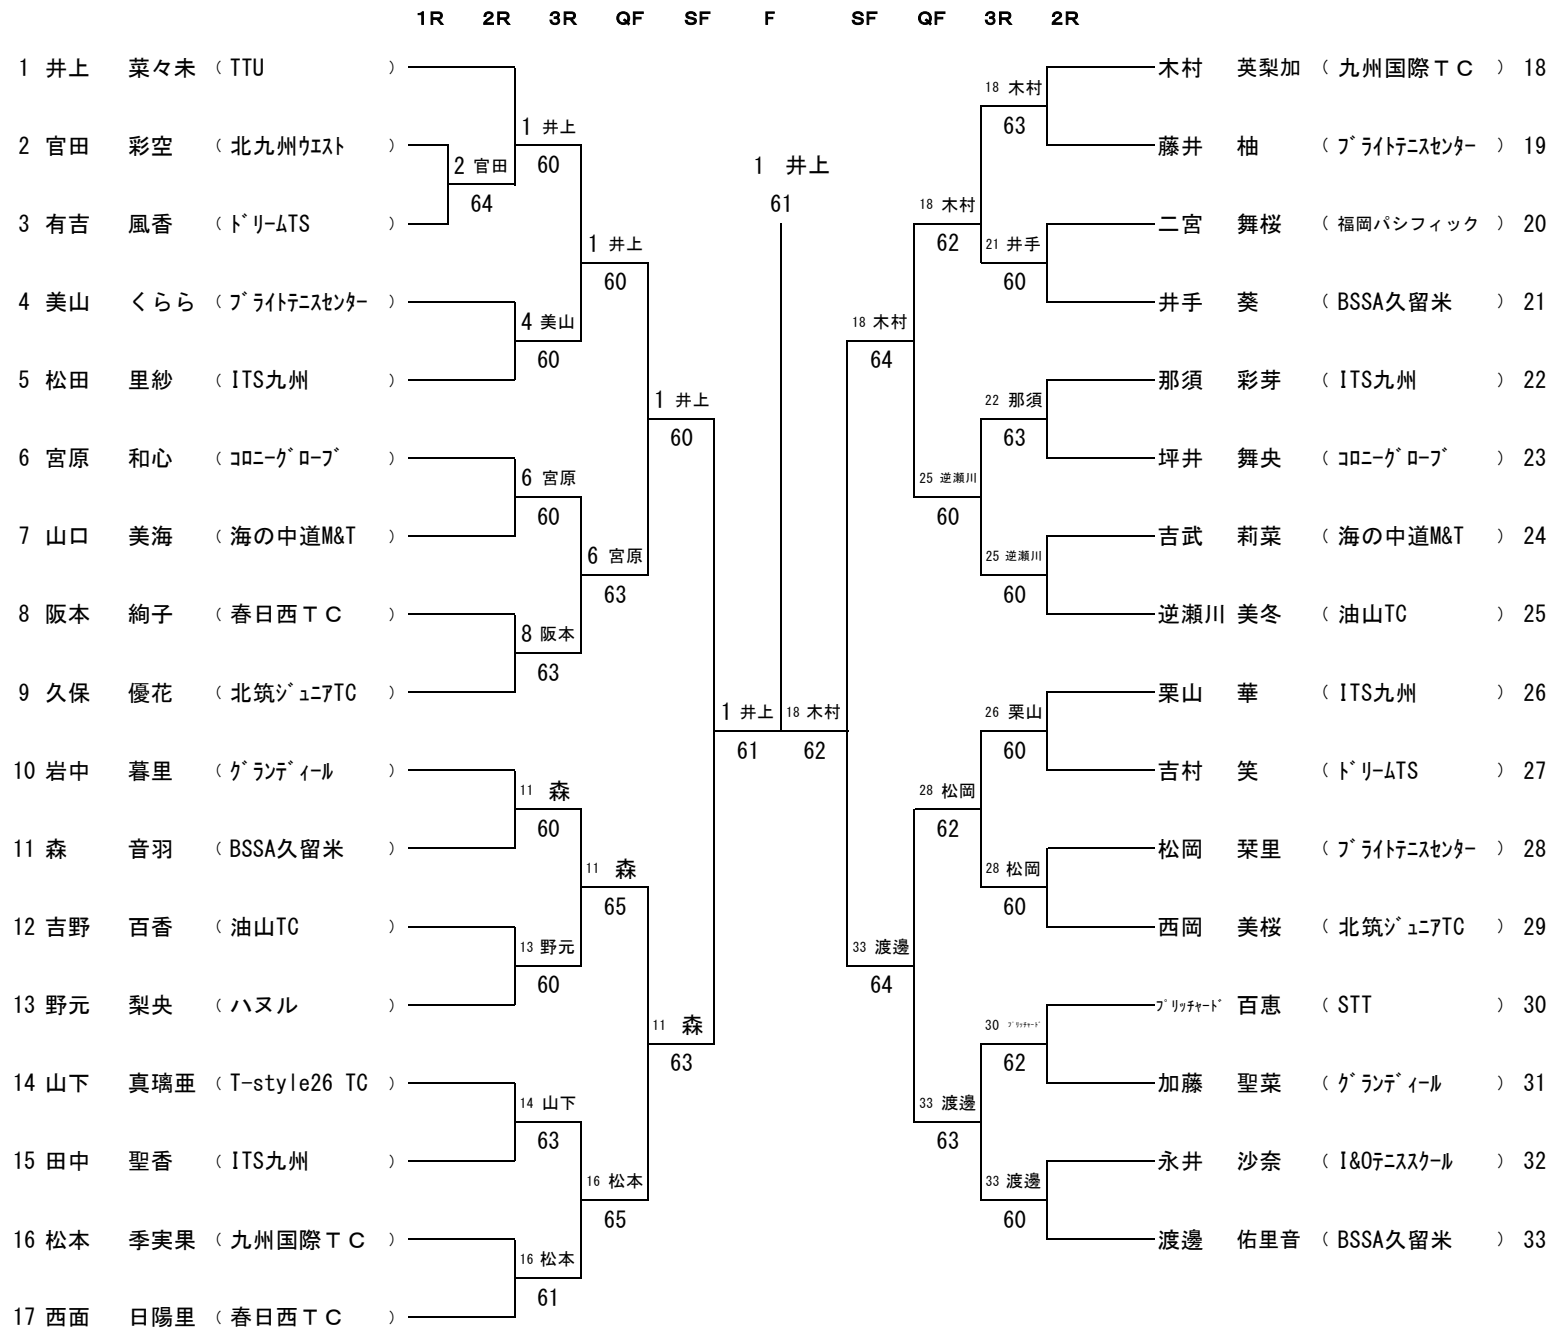 1R 2R 3R QF SF F SF QF 3R 2R
1 井上 菜々未 ( TTU ) 木村 英梨加 ( 九州国際ＴＣ ) 18
18 木村
1 井上 63
2 官田 彩空 ( 北九州ｳｴｽﾄ ) 藤井 柚 ( ﾌﾞﾗｲﾄﾃﾆｽｾﾝﾀｰ ) 19
2 官田 60 1 井上
64 61 18 木村
3 有吉 風香 ( ﾄﾞﾘｰﾑTS ) 二宮 舞桜 ( 福岡パシフィック ) 20
1 井上 62 21 井手
60 60
4 美山 くらら ( ﾌﾞﾗｲﾄﾃﾆｽｾﾝﾀｰ ) 井手 葵 ( BSSA久留米 ) 21
4 美山 18 木村
60 64
5 松田 里紗 ( ITS九州 ) 那須 彩芽 ( ITS九州 ) 22
1 井上 22 那須
60 63
6 宮原 和心 ( ｺﾛﾆｰｸﾞﾛｰﾌﾞ ) 坪井 舞央 ( ｺﾛﾆｰｸﾞﾛｰﾌﾞ ) 23
6 宮原 25 逆瀬川
60 60
7 山口 美海 ( 海の中道M&T ) 吉武 莉菜 ( 海の中道M&T ) 24
6 宮原 25 逆瀬川
63 60
8 阪本 絢子 ( 春日西ＴＣ ) 逆瀬川 美冬 ( 油山TC ) 25
8 阪本
63
9 久保 優花 ( 北筑ｼﾞｭﾆｱTC ) 栗山 華 ( ITS九州 ) 26
1 井上 18 木村 26 栗山
61 62 60
10 岩中 暮里 ( ｸﾞﾗﾝﾃﾞｨｰﾙ ) 吉村 笑 ( ﾄﾞﾘｰﾑTS ) 27
11 森 28 松岡
60 62
11 森 音羽 ( BSSA久留米 ) 松岡 栞里 ( ﾌﾞﾗｲﾄﾃﾆｽｾﾝﾀｰ ) 28
11 森 28 松岡
65 60
12 吉野 百香 ( 油山TC ) 西岡 美桜 ( 北筑ｼﾞｭﾆｱTC ) 29
13 野元 33 渡邊
60 64
13 野元 梨央 ( ハヌル ) ﾌﾟﾘｯﾁｬｰﾄﾞ 百恵 ( STT ) 30
11 森 30 ﾌﾟﾘｯﾁｬｰﾄﾞ
63 62
14 山下 真璃亜 ( T-style26 TC ) 加藤 聖菜 ( ｸﾞﾗﾝﾃﾞｨｰﾙ ) 31
14 山下 33 渡邊
63 63
15 田中 聖香 ( ITS九州 ) 永井 沙奈 ( I&Oﾃﾆｽｽｸｰﾙ ) 32
16 松本 33 渡邊
65 60
16 松本 季実果 ( 九州国際ＴＣ ) 渡邊 佑里音 ( BSSA久留米 ) 33
16 松本
61
17 西面 日陽里 ( 春日西ＴＣ )